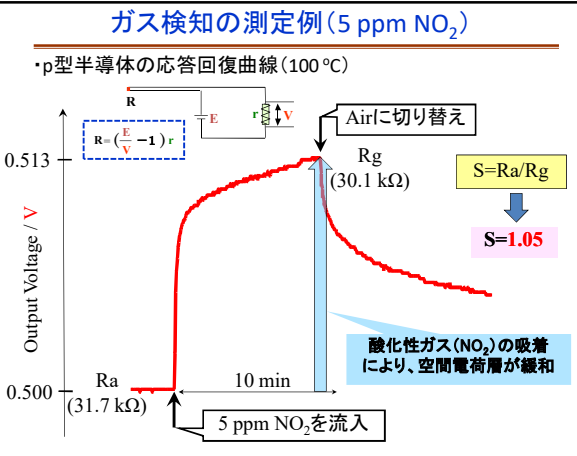 ガス検知の測定例(5 ppm NO₂)
・p型半導体の応答回復曲線(100 ℃)
R
E
r
V
R=(E/V −1) r
Airに切り替え
0.513
Rg
(30.1 kΩ)
S=Ra/Rg
S=1.05
Output Voltage / V
酸化性ガス(NO₂)の吸着
により、空間電荷層が緩和
Ra
(31.7 kΩ)
10 min
0.500
5 ppm NO₂を流入